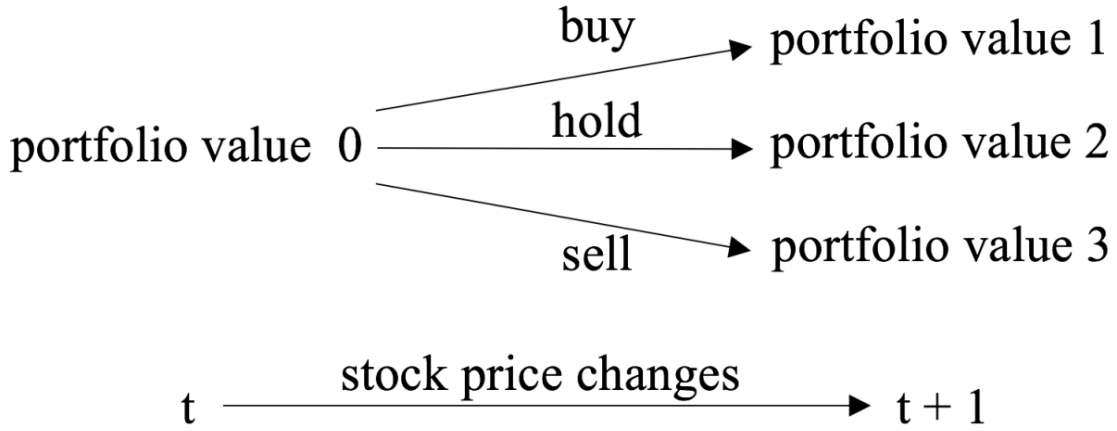 buy
portfolio value 1
portfolio value 0
hold
portfolio value 2
sell
portfolio value 3
stock price changes
t
t + 1